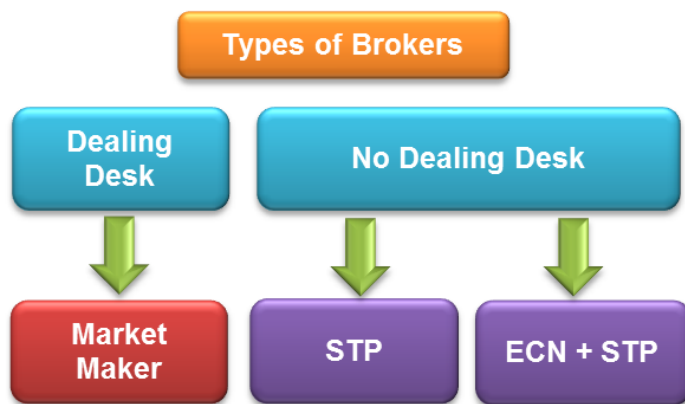 Types of Brokers
Dealing
Desk
No Dealing Desk
Market
Maker
STP
ECN + STP